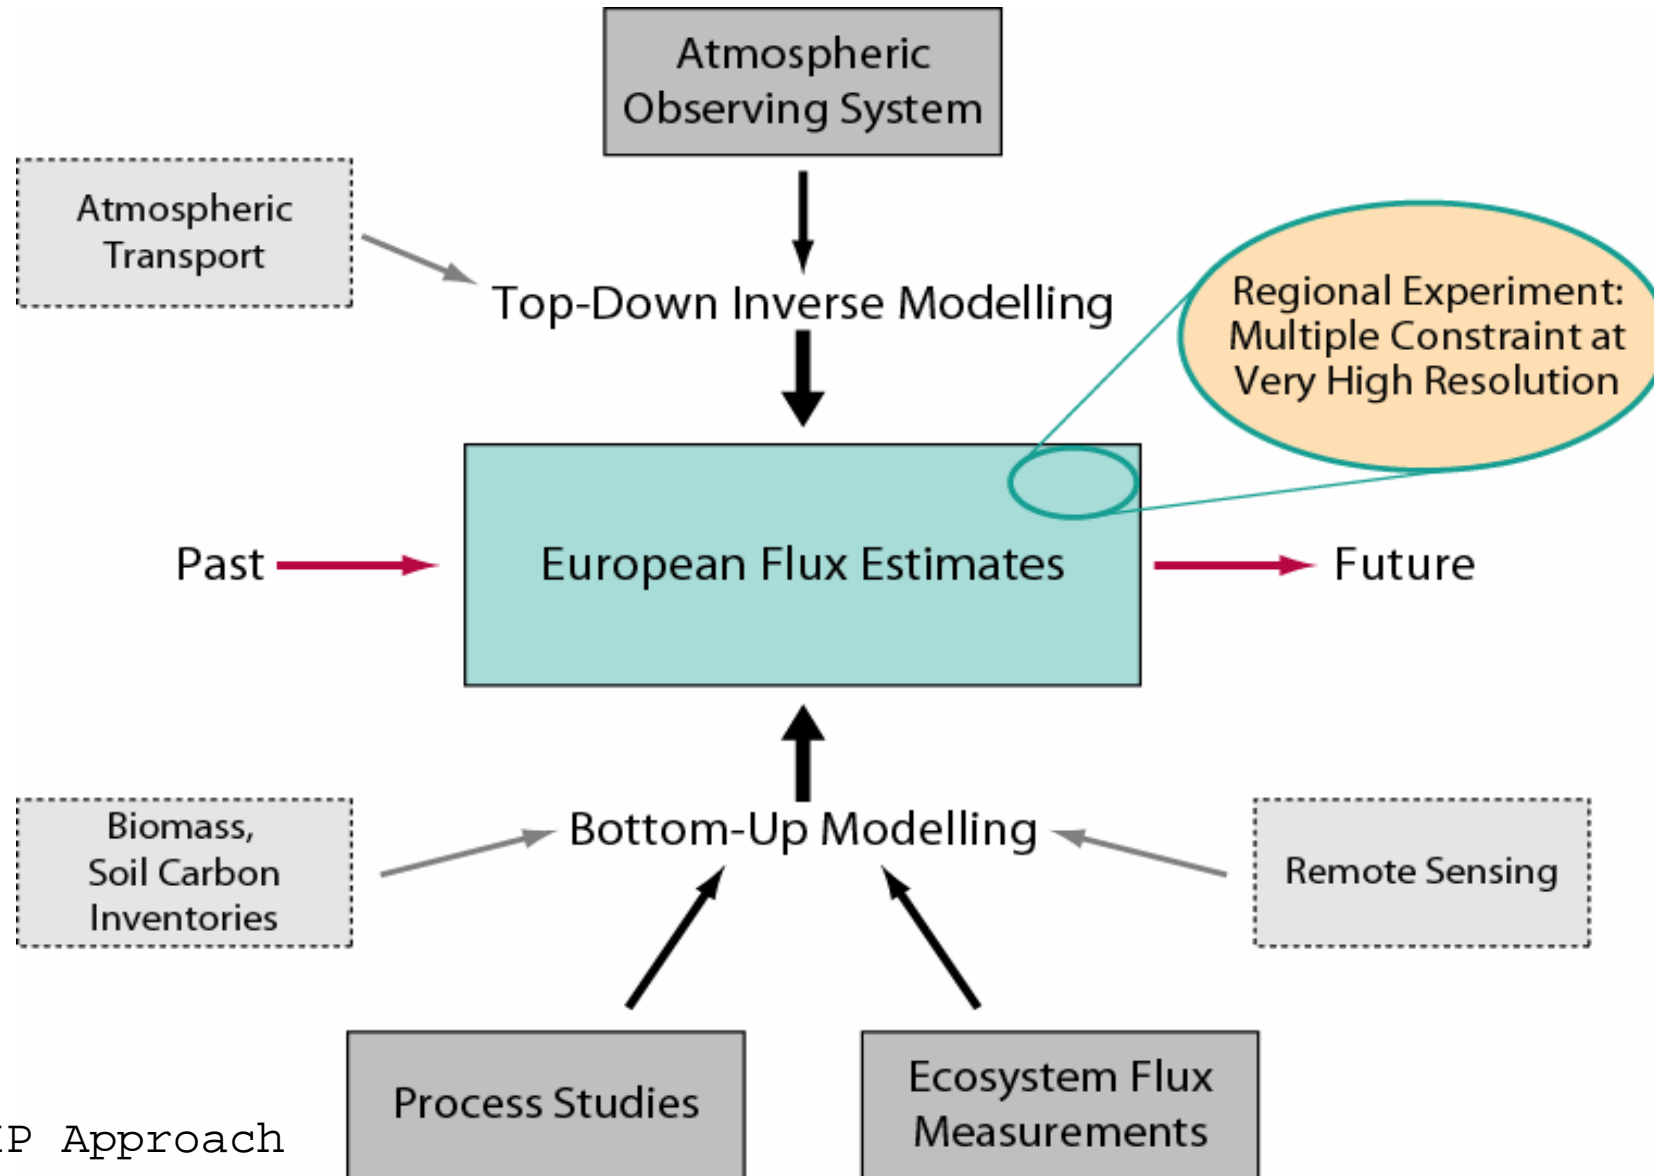 Atmospheric
Observing System
Atmospheric
Transport
Top-Down Inverse Modelling
Regional Experiment:
Multiple Constraint at
Very High Resolution
Past
European Flux Estimates
Future
Biomass,
Soil Carbon
Inventories
Bottom-Up Modelling
Remote Sensing
Process Studies
Ecosystem Flux
Measurements
Approach